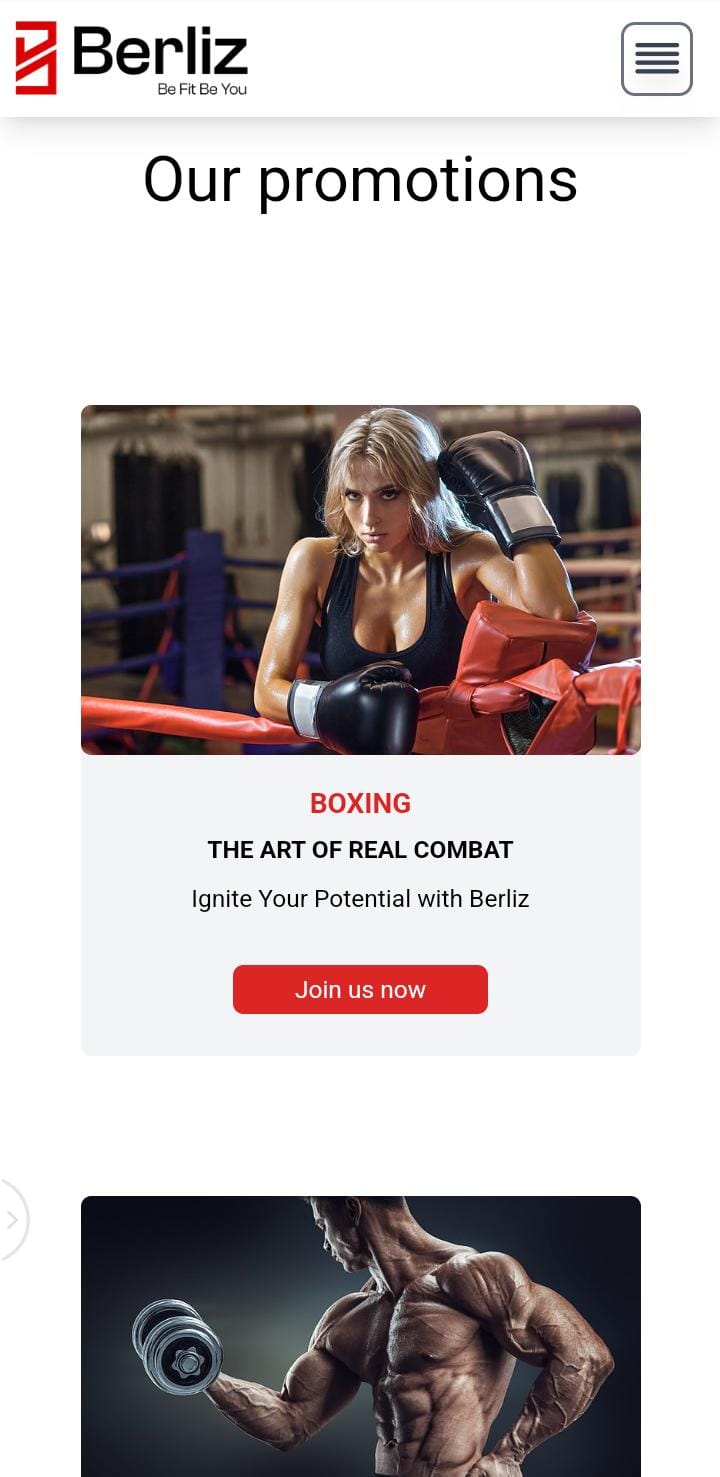 Berliz
Be Fit Be You
Our promotions
BOXING
THE ART OF REAL COMBAT
Ignite Your Potential with Berliz
Join us now